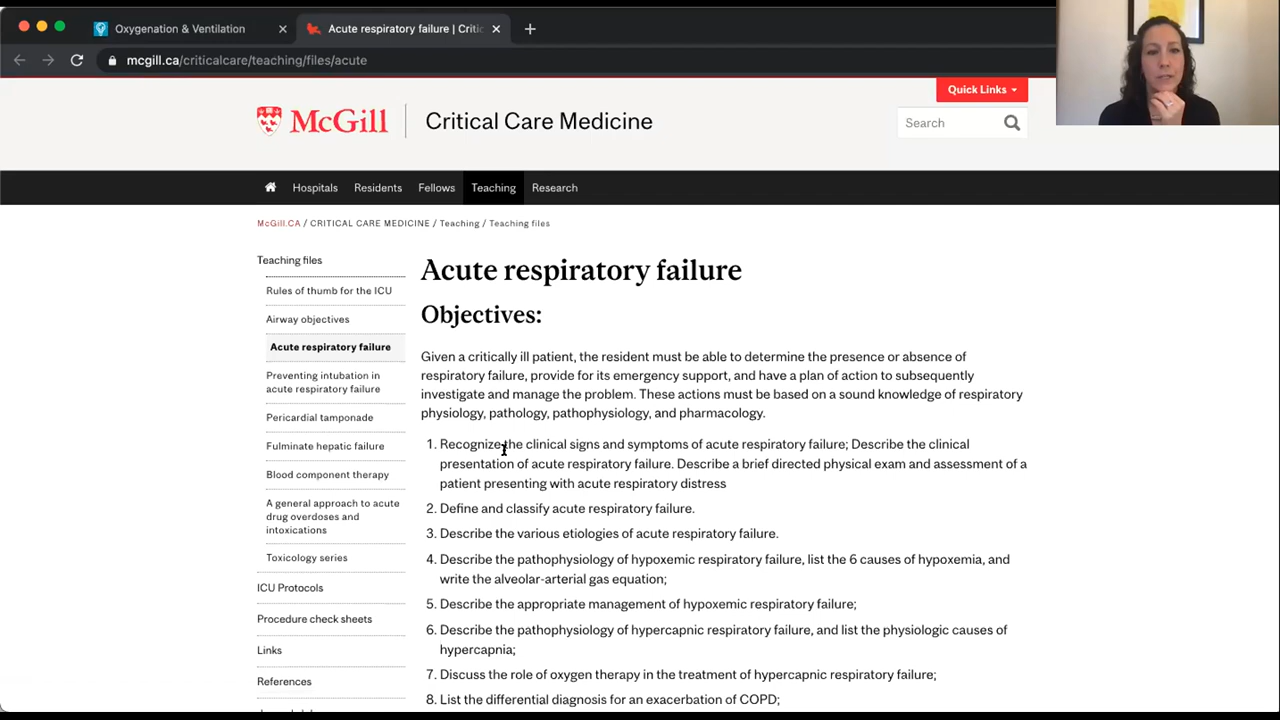 Oxygenation & Ventilation
Acute respiratory failure | Critic
mcgill.ca/criticalcare/teaching/files/acute
Quick Links
McGill
Critical Care Medicine
Search
Hospitals Residents Fellows Teaching Research
McGill.CA / CRITICAL CARE MEDICINE / Teaching / Teaching files
Teaching files
Rules of thumb for the ICU
Airway objectives
Acute respiratory failure
Preventing intubation in
acute respiratory failure
Pericardial tamponade
Fulminate hepatic failure
Blood component therapy
A general approach to acute
drug overdoses and
intoxications
Toxicology series
ICU Protocols
Procedure check sheets
Links
References
Acute respiratory failure
Objectives:
Given a critically ill patient, the resident must be able to determine the presence or absence of
respiratory failure, provide for its emergency support, and have a plan of action to subsequently
investigate and manage the problem. These actions must be based on a sound knowledge of respiratory
physiology, pathology, pathophysiology, and pharmacology.
1. Recognize the clinical signs and symptoms of acute respiratory failure; Describe the clinical
presentation of acute respiratory failure. Describe a brief directed physical exam and assessment of a
patient presenting with acute respiratory distress
2. Define and classify acute respiratory failure.
3. Describe the various etiologies of acute respiratory failure.
4. Describe the pathophysiology of hypoxemic respiratory failure, list the 6 causes of hypoxemia, and
write the alveolar-arterial gas equation;
5. Describe the appropriate management of hypoxemic respiratory failure;
6. Describe the pathophysiology of hypercapnic respiratory failure, and list the physiologic causes of
hypercapnia;
7. Discuss the role of oxygen therapy in the treatment of hypercapnic respiratory failure;
8. List the differential diagnosis for an exacerbation of COPD;